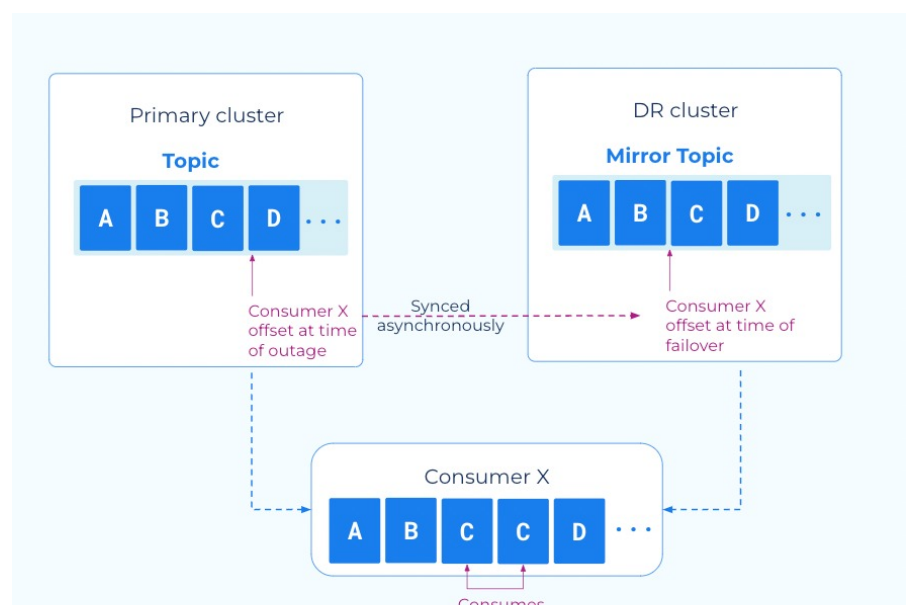 Primary cluster
Topic
A B C D ...
Consumer X
offset at time
of outage
Synced
asynchronously
DR cluster
Mirror Topic
A B C D ...
Consumer X
offset at time of
failover
Consumer X
A B C C D ...
Consumes